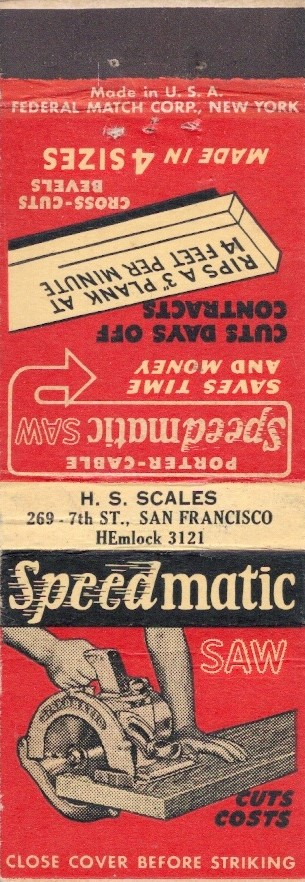 Made in U. S. A.
FEDERAL MATCH CORP., NEW YORK
PORTER-CABLE
Speedmatic SAW
SAVES TIME
AND MONEY
CUTS DAYS OFF
CONTRACTS
RIPS A 3" PLANK AT
14 FEET PER MINUTE
CROSS-CUTS
BEVELS
MADE IN 4 SIZES
H. S. SCALES
269 - 7th ST., SAN FRANCISCO
HEmlock 3121
Speedmatic
SAW
CUTS
COSTS
CLOSE COVER BEFORE STRIKING